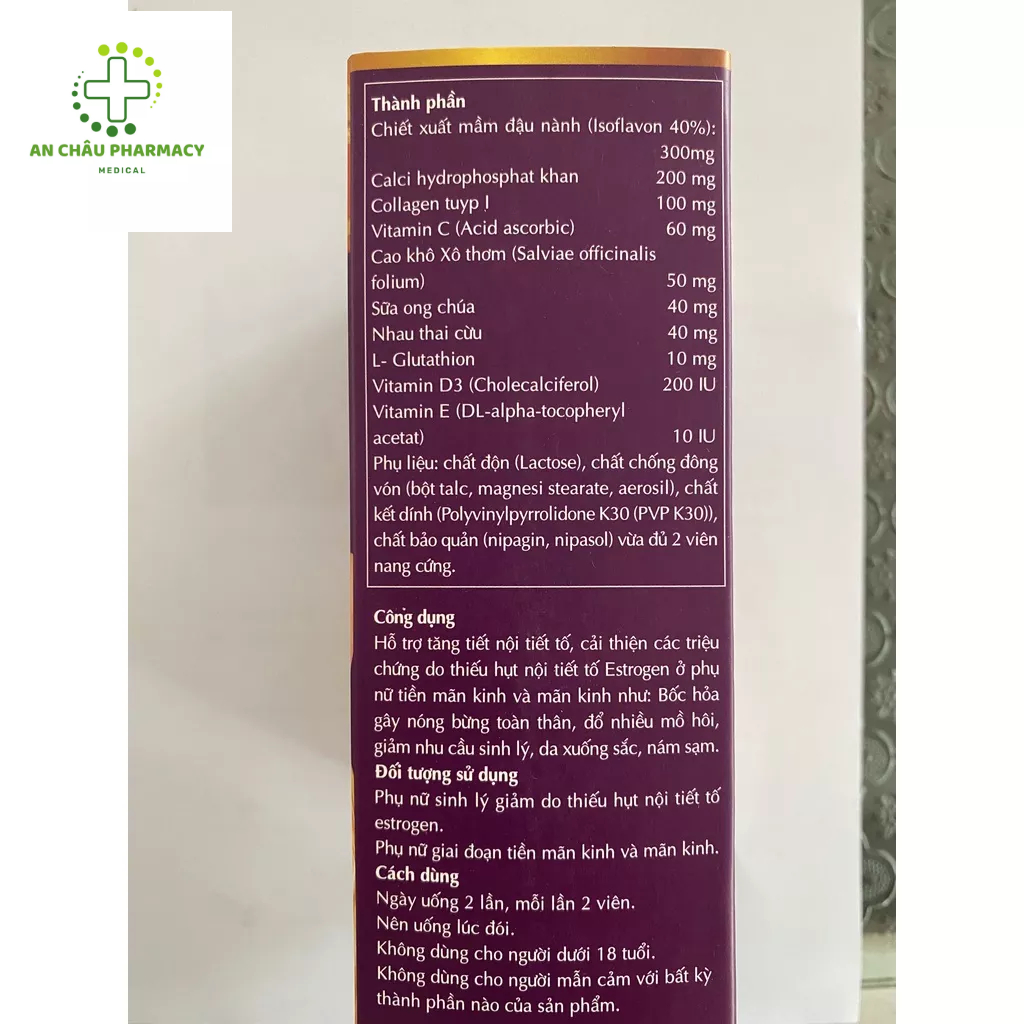 AN CHÂU PHARMACY
MEDICAL
Thành phần
Chiết xuất mầm đậu nành (Isoflavon 40%):
300mg
Calci hydrophosphat khan 200 mg
Collagen tuyp I 100 mg
Vitamin C (Acid ascorbic) 60 mg
Cao khô Xô thơm (Salviae officinalis
folium) 50 mg
Sữa ong chúa 40 mg
Nhau thai cừu 40 mg
L- Glutathion 10 mg
Vitamin D3 (Cholecalciferol) 200 IU
Vitamin E (DL-alpha-tocopheryl
acetat) 10 IU
Phụ liệu: chất độn (Lactose), chất chống đông
vón (bột talc, magnesi stearate, aerosil), chất
kết dính (Polyvinylpyrrolidone K30 (PVP K30)),
chất bảo quản (nipagin, nipasol) vừa đủ 2 viên
nang cứng.
Công dụng
Hỗ trợ tăng tiết nội tiết tố, cải thiện các triệu
chứng do thiếu hụt nội tiết tố Estrogen ở phụ
nữ tiền mãn kinh và mãn kinh như: Bốc hỏa
gây nóng bừng toàn thân, đổ nhiều mồ hôi,
giảm nhu cầu sinh lý, da xuống sắc, nám sạm.
Đối tượng sử dụng
Phụ nữ sinh lý giảm do thiếu hụt nội tiết tố
estrogen.
Phụ nữ giai đoạn tiền mãn kinh và mãn kinh.
Cách dùng
Ngày uống 2 lần, mỗi lần 2 viên.
Nên uống lúc đói.
Không dùng cho người dưới 18 tuổi.
Không dùng cho người mẫn cảm với bất kỳ
thành phần nào của sản phẩm.